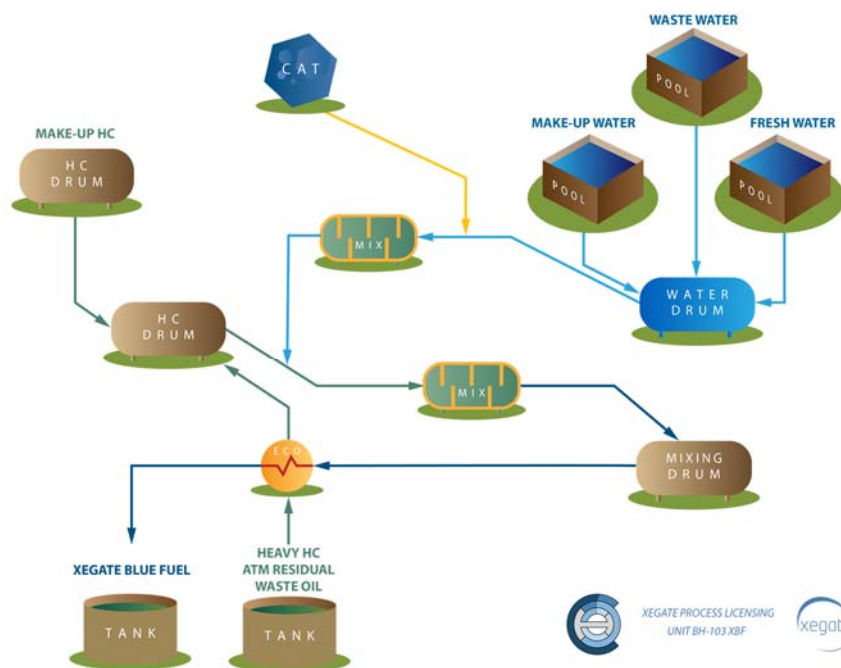 WASTE WATER
CAT
POOL
MAKE-UP HC
MAKE-UP WATER
FRESH WATER
HC
DRUM
POOL
POOL
MIX
WATER
DRUM
HC
DRUM
MIX
ECO
MIXING
DRUM
XEGATE BLUE FUEL
HEAVY HC
ATM RESIDUAL
WASTE OIL
TANK
TANK
XEGATE PROCESS LICENSING
UNIT BH-103 XBF
xegat